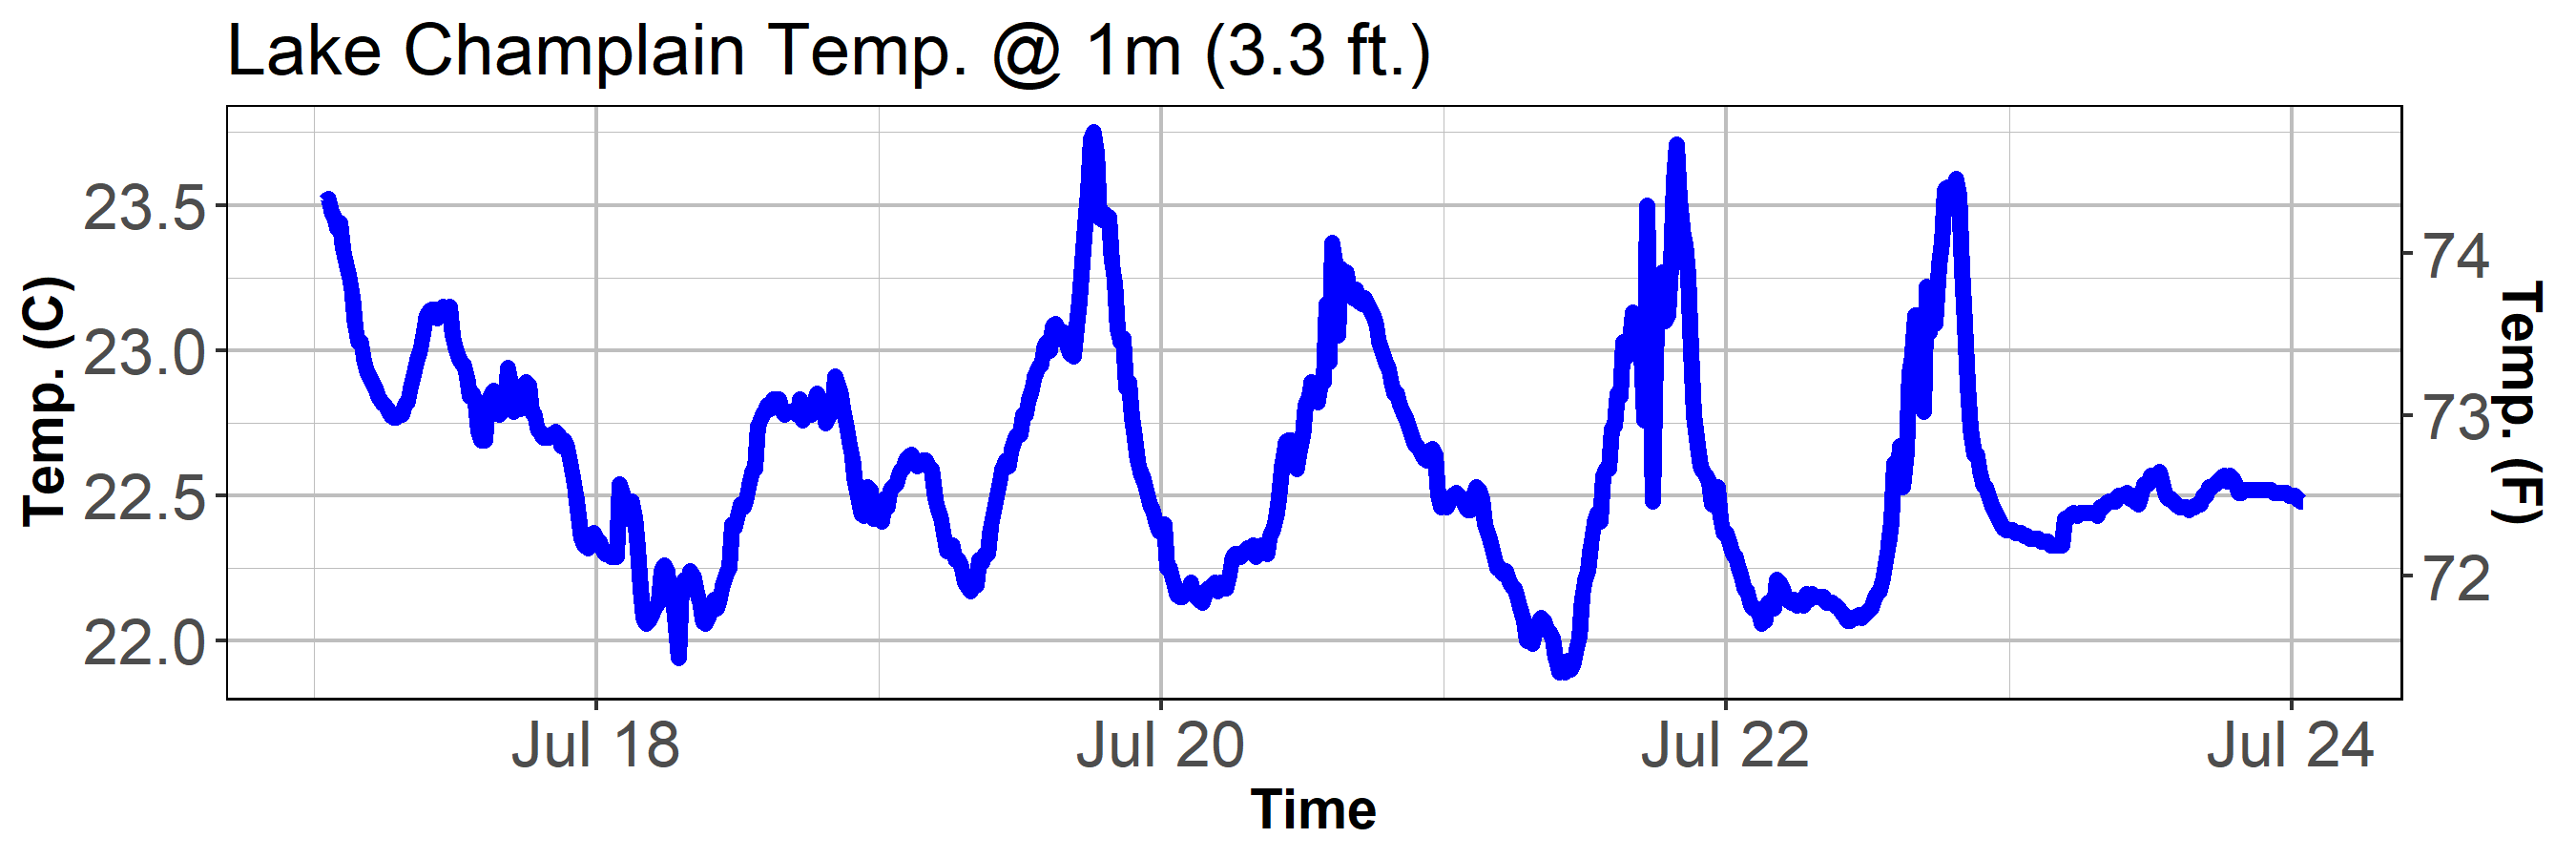 Lake Champlain Temp. @ 1m (3.3 ft.)
Temp. (C)
23.5
23.0
22.5
22.0
74
73
72
Temp. (F)
Jul 18
Jul 20
Jul 22
Jul 24
Time